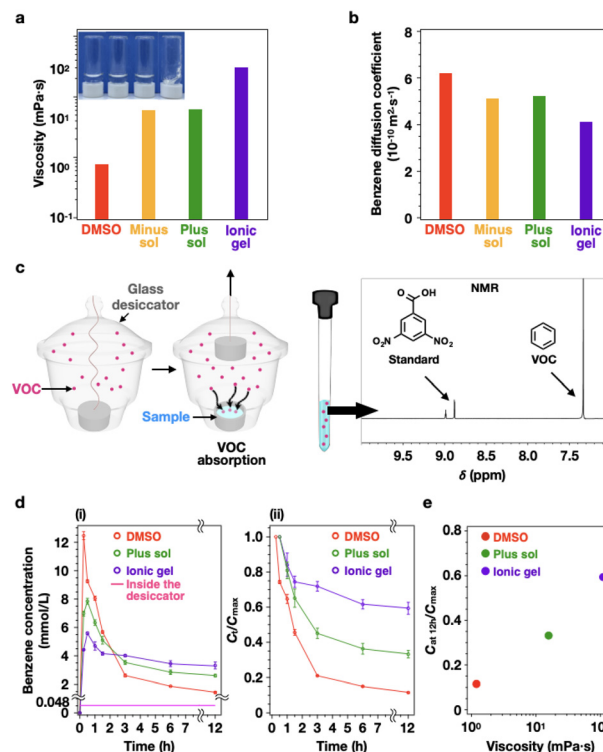 a
Viscosity (mPa·s)
10²
10¹
10⁰
10⁻¹
DMSO
Minus sol
Plus sol
Ionic gel
b
Benzene diffusion coefficient
(10⁻¹⁰ m²·s⁻¹)
8
6
4
2
0
DMSO
Minus sol
Plus sol
Ionic gel
c
Glass desiccator
VOC
Sample
VOC absorption
NMR
O
OH
O₂N
NO₂
Standard
VOC
9.5
9.0
8.5
8.0
7.5
δ (ppm)
d
(i)
Benzene concentration (mmol/L)
12
10
8
6
4
2
0.048
0
DMSO
Plus sol
Ionic gel
Inside the desiccator
0 1 2 3 4 5 6 7 12
Time (h)
(ii)
Cₜ/Cmax
1.0
0.8
0.6
0.4
0.2
0
DMSO
Plus sol
Ionic gel
0 1 2 3 4 5 6 7 12
Time (h)
e
Cat 12h/Cmax
0.8
0.6
0.4
0.2
0
DMSO
Plus sol
Ionic gel
10⁰
10¹
Viscosity (mPa·s)